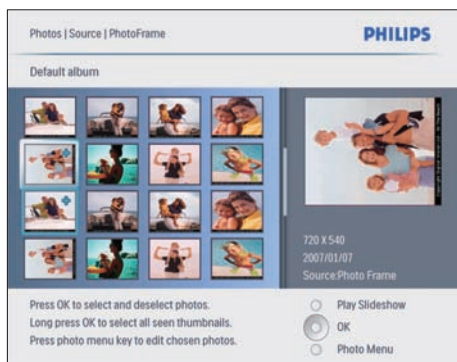 Photos | Source | PhotoFrame
PHILIPS
Default album
720 X 540
2007/01/07
Source:Photo Frame
Press OK to select and deselect photos.
Long press OK to select all seen thumbnails.
Press photo menu key to edit chosen photos.
Play Slideshow
OK
Photo Menu